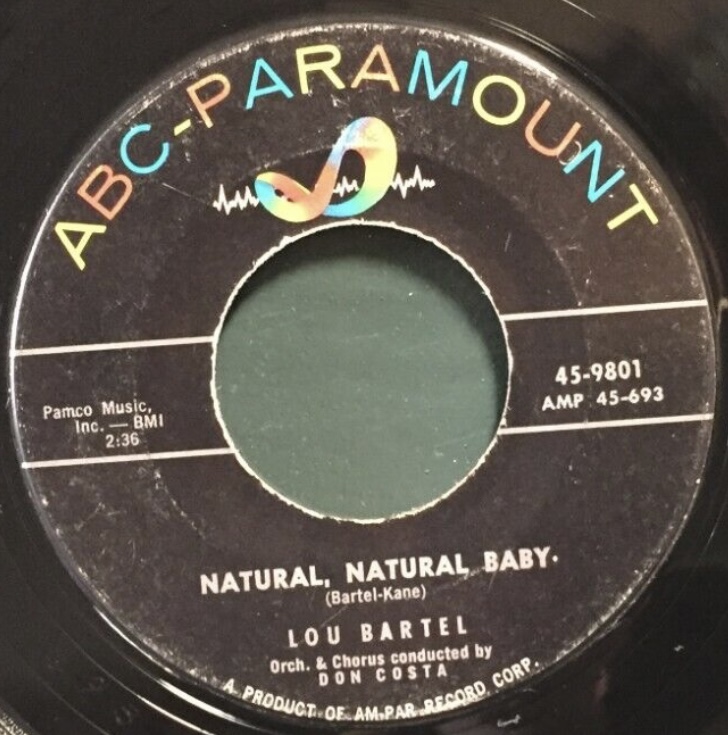 ABC-PARAMOUNT
Pamco Music,
Inc. — BMI
2:36
45-9801
AMP 45-693
NATURAL, NATURAL BABY.
(Bartel-Kane)
LOU BARTEL
Orch. & Chorus conducted by
DON COSTA
A PRODUCT OF AM-PAR RECORD CORP.